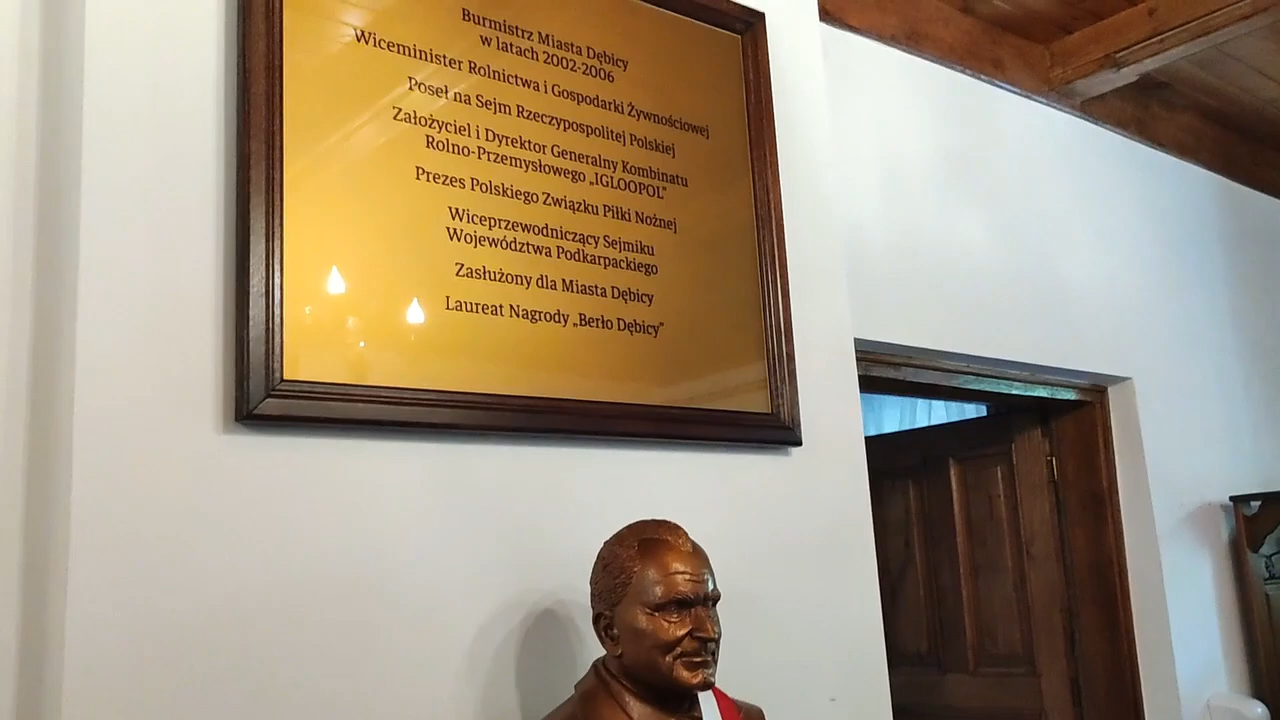 Burmistrz Miasta Dębicy
w latach 2002-2006
Wiceminister Rolnictwa i Gospodarki Żywnościowej
Poseł na Sejm Rzeczypospolitej Polskiej
Założyciel i Dyrektor Generalny Kombinatu
Rolno-Przemysłowego „IGLOOPOL”
Prezes Polskiego Związku Piłki Nożnej
Wiceprzewodniczący Sejmiku
Województwa Podkarpackiego
Zasłużony dla Miasta Dębicy
Laureat Nagrody „Berło Dębicy”